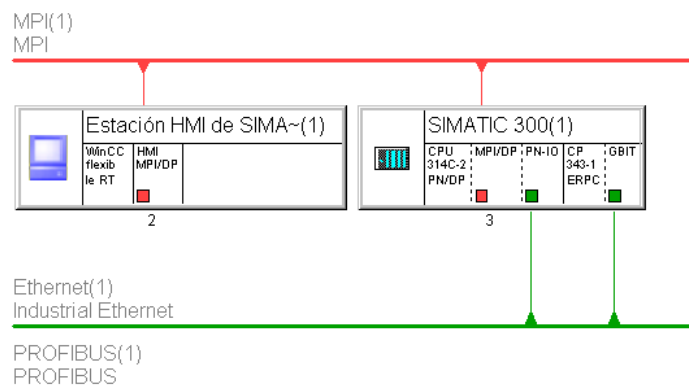 MPI(1)
MPI
Estación HMI de SIMA~(1)
WinCC
flexib
le RT
HMI
MPI/DP
2
SIMATIC 300(1)
CPU
314C-2
PN/DP
MPI/DP
PN-IO
CP
343-1
ERPC
GBIT
3
Ethernet(1)
Industrial Ethernet
PROFIBUS(1)
PROFIBUS